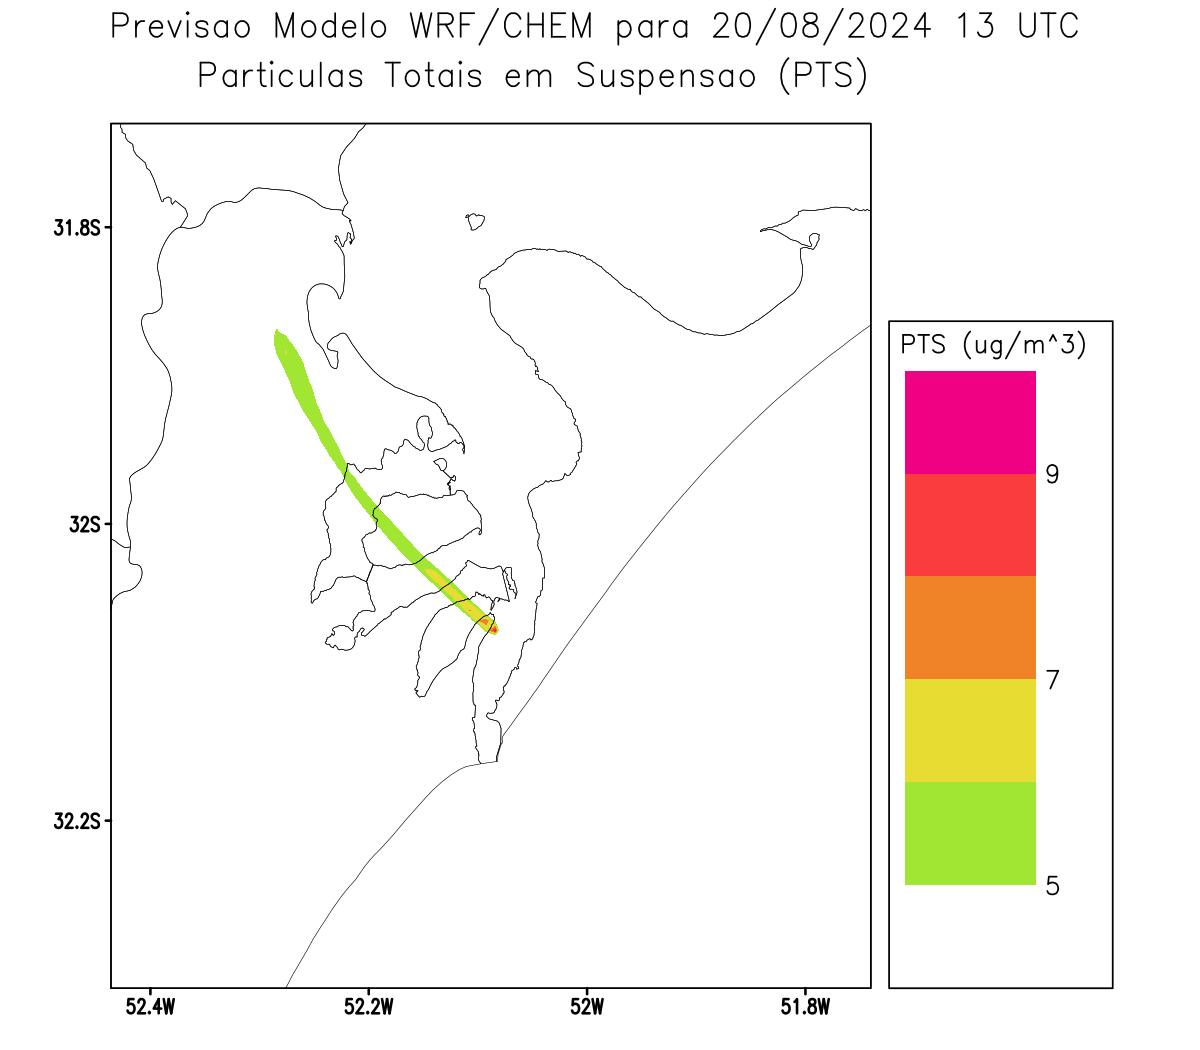 Previsao Modelo WRF/CHEM para 20/08/2024 13 UTC
Particulas Totais em Suspensao (PTS)
31.8S
32S
32.2S
52.4W 52.2W 52W 51.8W
PTS (ug/m^3)
9
7
5